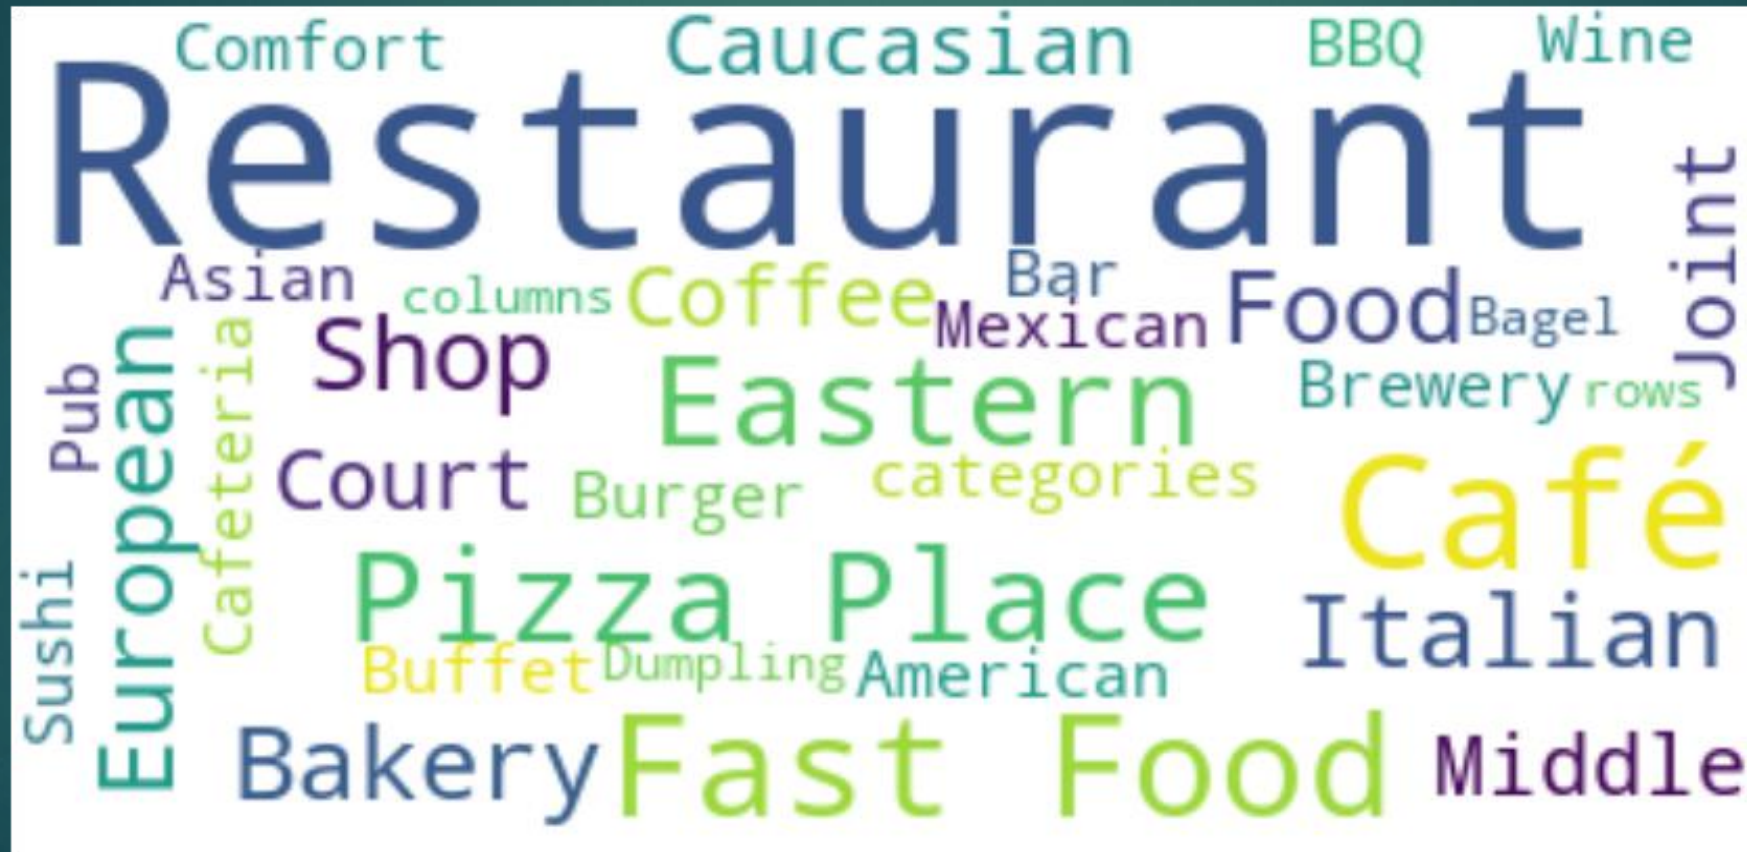 Comfort
Caucasian
BBQ
Wine
Restaurant
Joint
Asian
columns
Coffee
Bar
Mexican
Food
Bagel
Shop
Eastern
Brewery
rows
Pub
European
Cafeteria
Court
Burger
categories
Café
Sushi
Pizza Place
Italian
Buffet
Dumpling
American
Bakery
Fast Food
Middle